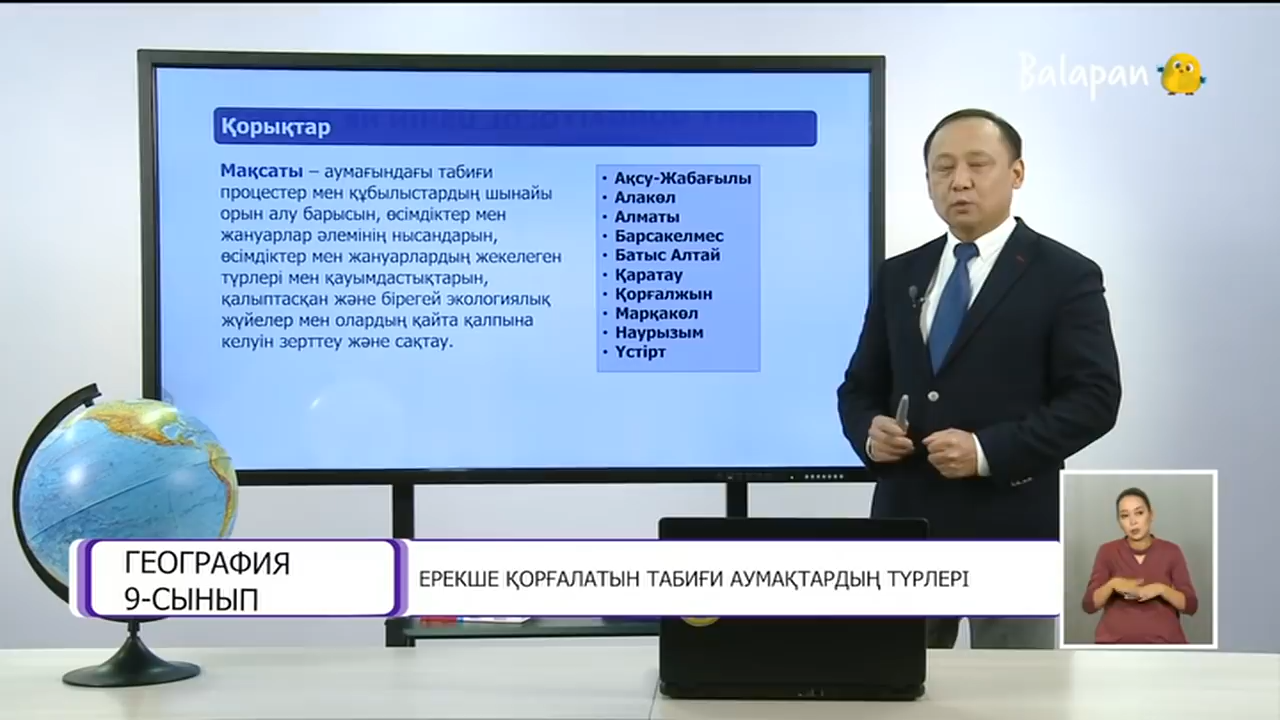 Balapan
Қорықтар
Мақсаты – аумағындағы табиғи
процестер мен құбылыстардың шынайы
орын алу барысын, өсімдіктер мен
жануарлар әлемінің нысандарын,
өсімдіктер мен жануарлардың жекелеген
түрлері мен қауымдастықтарын,
қалыптасқан және бірегей экологиялық
жүйелер мен олардың қайта қалпына
келуін зерттеу және сақтау.
• Ақсу-Жабағылы
• Алакөл
• Алматы
• Барсакелмес
• Батыс Алтай
• Қаратау
• Қорғалжын
• Марқакөл
• Наурызым
• Үстірт
ГЕОГРАФИЯ
9-СЫНЫП
ЕРЕКШЕ ҚОРҒАЛАТЫН ТАБИҒИ АУМАҚТАРДЫҢ ТҮРЛЕРІ